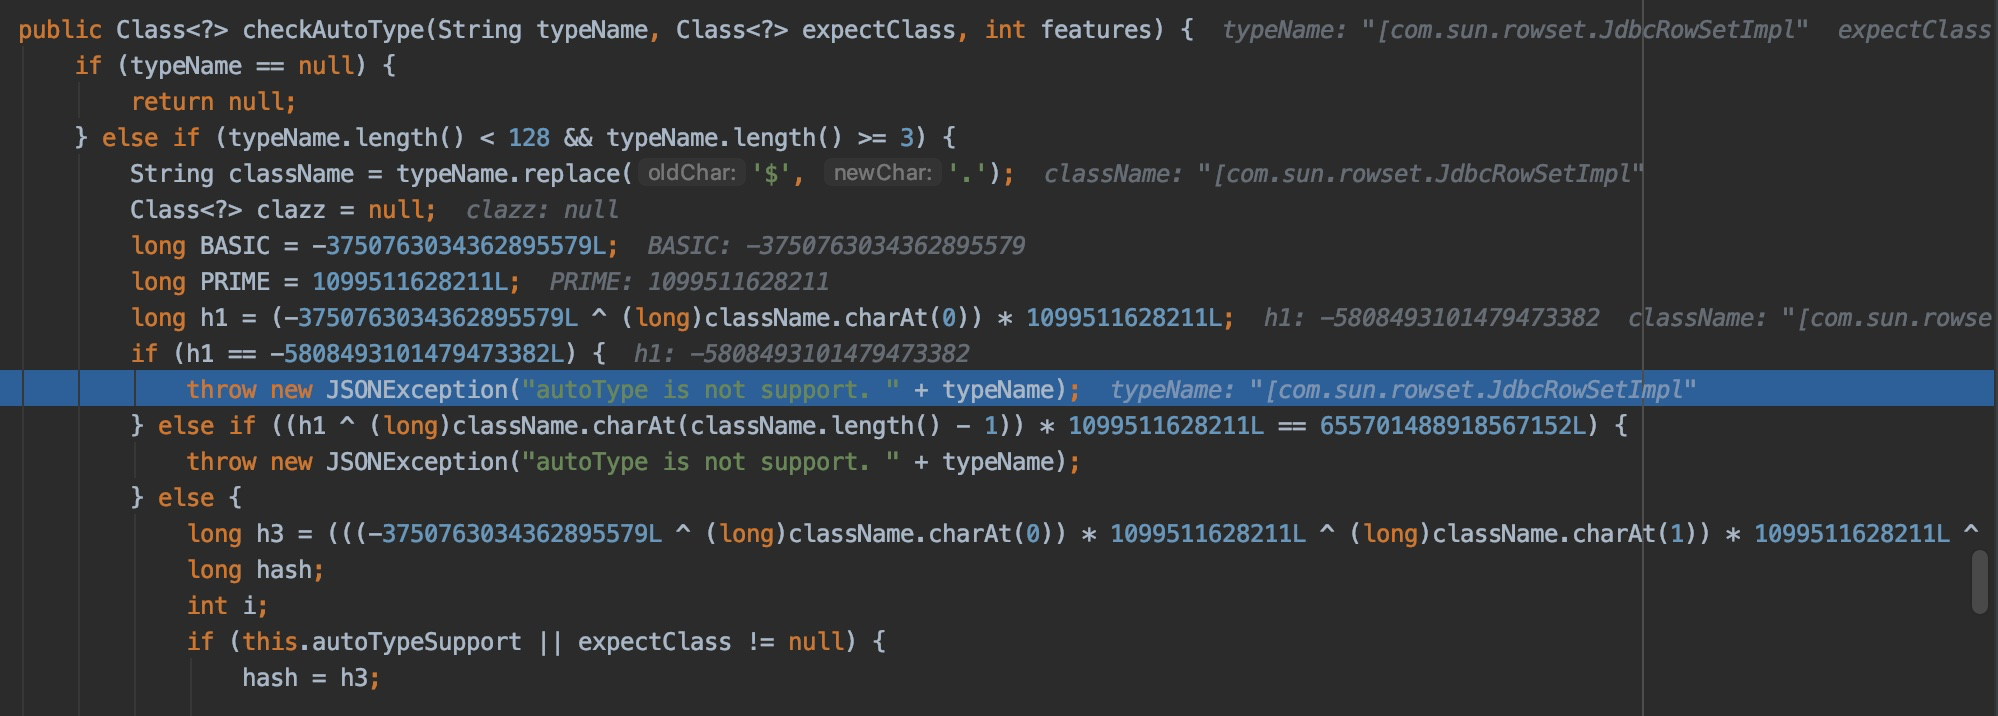 public Class<?> checkAutoType(String typeName, Class<?> expectClass, int features) {  typeName: "[com.sun.rowset.JdbcRowSetImpl"  expectClass
if (typeName == null) {
return null;
} else if (typeName.length() < 128 && typeName.length() >= 3) {
String className = typeName.replace( oldChar: '$', newChar: '.');  className: "[com.sun.rowset.JdbcRowSetImpl"
Class<?> clazz = null;  clazz: null
long BASIC = -3750763034362895579L;  BASIC: -3750763034362895579
long PRIME = 1099511628211L;  PRIME: 1099511628211
long h1 = (-3750763034362895579L ^ (long)className.charAt(0)) * 1099511628211L;  h1: -5808493101479473382  className: "[com.sun.rowse
if (h1 == -5808493101479473382L) {  h1: -5808493101479473382
throw new JSONException("autoType is not support. " + typeName);  typeName: "[com.sun.rowset.JdbcRowSetImpl"
} else if ((h1 ^ (long)className.charAt(className.length() - 1)) * 1099511628211L == 655701488918567152L) {
throw new JSONException("autoType is not support. " + typeName);
} else {
long h3 = (((-3750763034362895579L ^ (long)className.charAt(0)) * 1099511628211L ^ (long)className.charAt(1)) * 1099511628211L ^
long hash;
int i;
if (this.autoTypeSupport || expectClass != null) {
hash = h3;